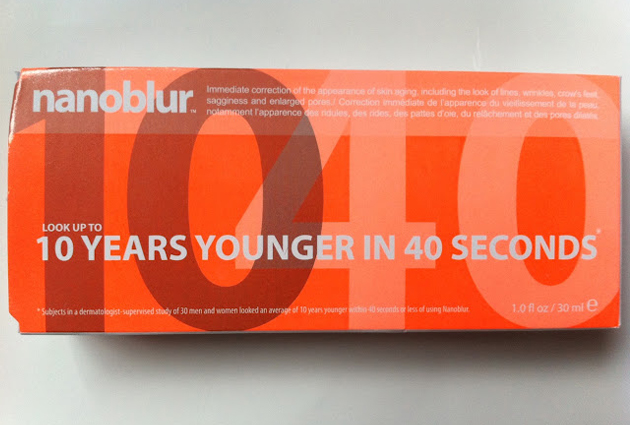 10 40
nanoblur™
Immediate correction of the appearance of skin aging, including the look of lines, wrinkles, crow's feet,
sagginess and enlarged pores./ Correction immédiate de l'apparence du vieillissement de la peau,
notamment l'apparence des ridules, des rides, des pattes d'oie, du relâchement et des pores dilatés.
LOOK UP TO
10 YEARS YOUNGER IN 40 SECONDS*
* Subjects in a dermatologist-supervised study of 30 men and women looked an average of 10 years younger within 40 seconds or less of using Nanoblur.
1.0 fl oz / 30 ml ℮